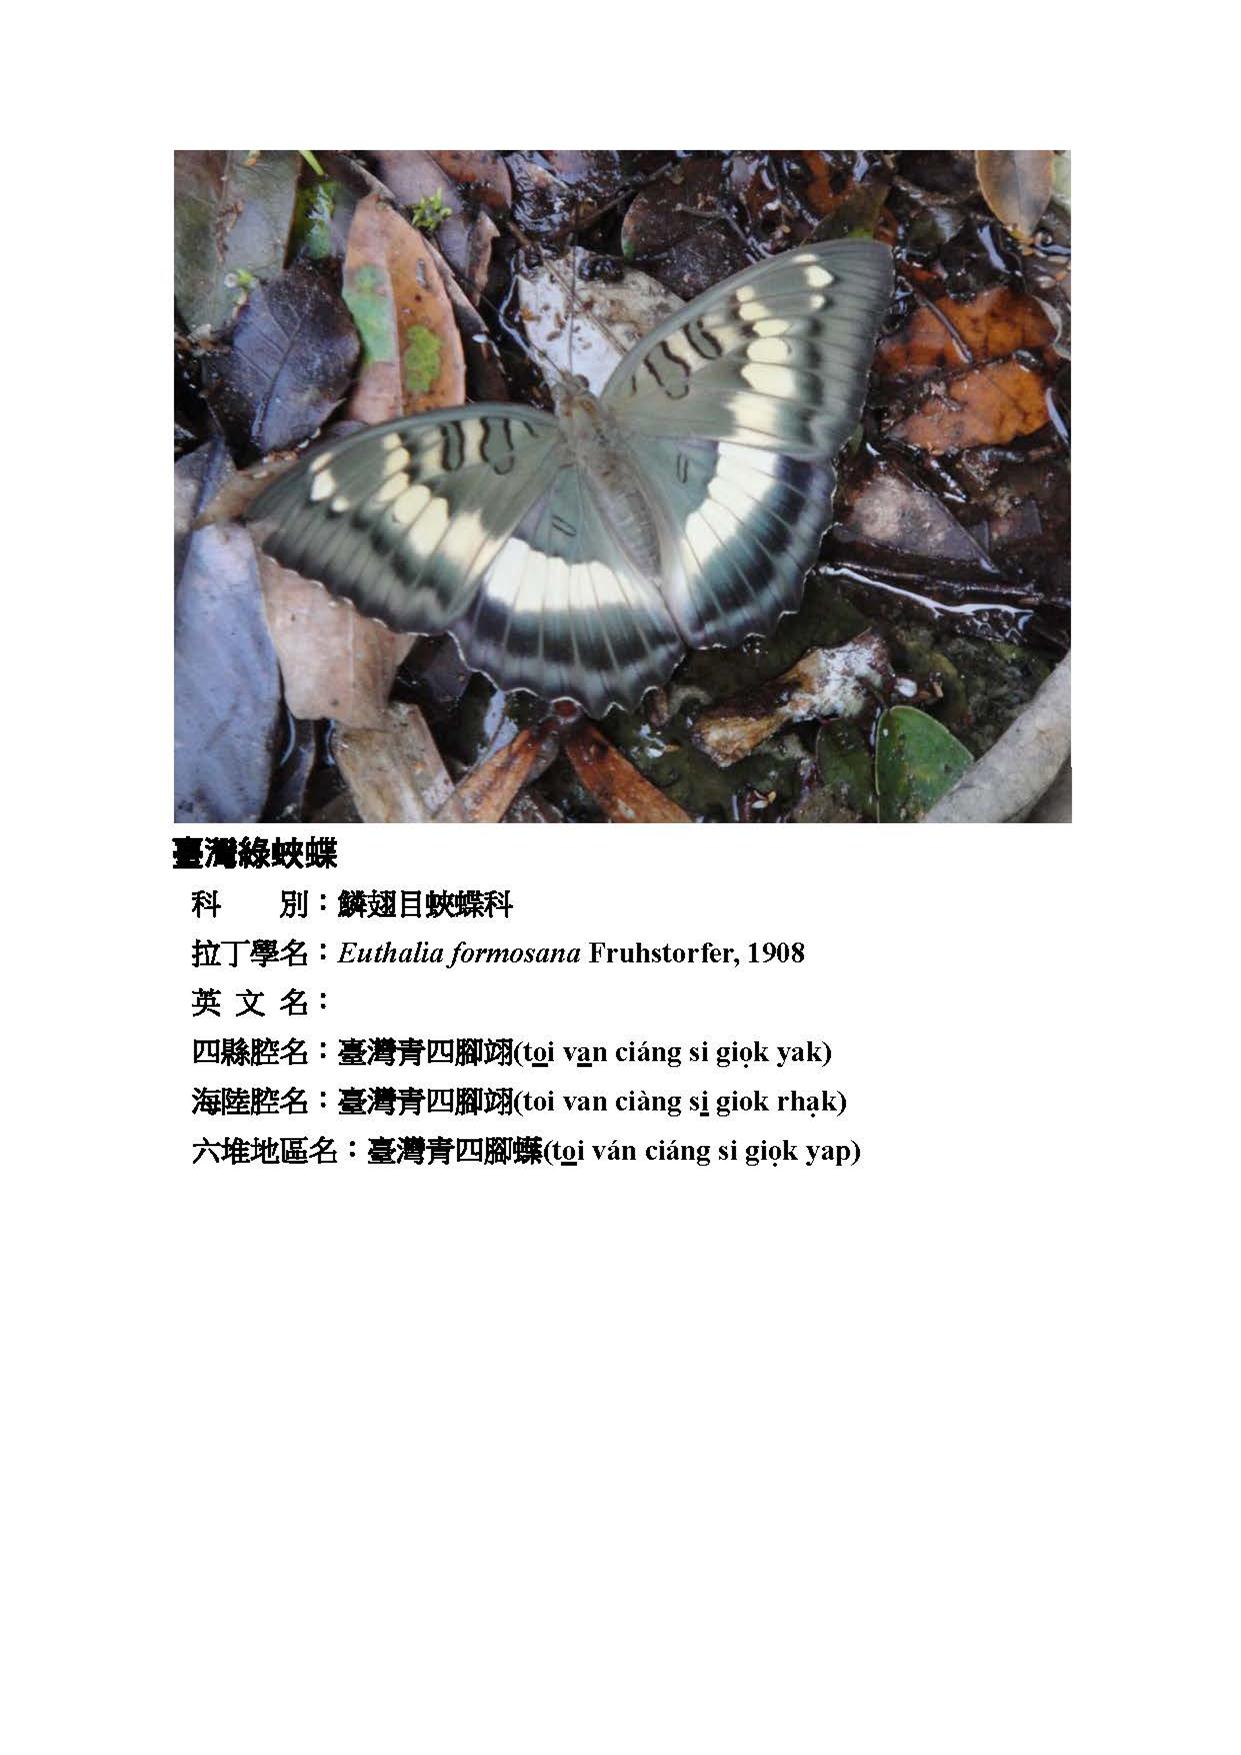 臺灣綠蛺蝶
科　　別：鱗翅目蛺蝶科
拉丁學名：Euthalia formosana Fruhstorfer, 1908
英 文 名：
四縣腔名：臺灣青四腳翊(to̲i va̲n ciáng si giọk yak)
海陸腔名：臺灣青四腳翊(toi van ciàng si̲ giok rhạk)
六堆地區名：臺灣青四腳蠂(to̲i ván ciáng si giọk yap)